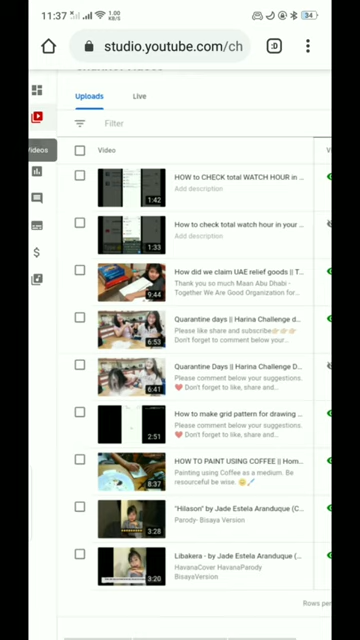 11:37
1.00
KB/S
34
studio.youtube.com/ch
:D
Uploads
Live
Filter
Videos
Video
HOW to CHECK total WATCH HOUR in ...
Add description
1:42
How to check total watch hour in your ...
Add description
1:33
How did we claim UAE relief goods || T...
Thank you so much Maan Abu Dhabi -
Together We Are Good Organization for...
9:44
Quarantine days || Harina Challenge d...
Please like and subscribe👉🏻👉🏻👉🏻
Don't forget to comment below your...
6:53
Quarantine Days || Harina Challenge D...
Please comment below your suggestions.
❤️ Don't forget to like, share and...
6:41
How to make grid pattern for drawing ...
Please comment below your suggestions.
❤️ Don't forget to like, share and...
2:51
HOW TO PAINT USING COFFEE || Hom...
Painting using Coffee as a medium. Be
resourceful be wise.
8:37
"Hilason" by Jade Estela Aranduque (C...
Parody- Bisaya Version
3:28
Libakera - by Jade Estela Aranduque (...
HavanaCover HavanaParody
BisayaVersion
3:20
Rows per